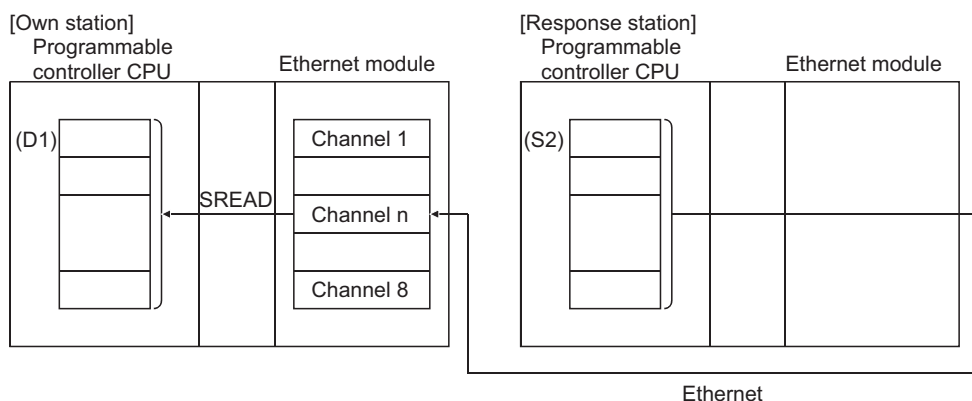 [Own station]
Programmable
controller CPU
Ethernet module
(D1)
SREAD
Channel 1
Channel n
Channel 8
[Response station]
Programmable
controller CPU
Ethernet module
(S2)
Ethernet